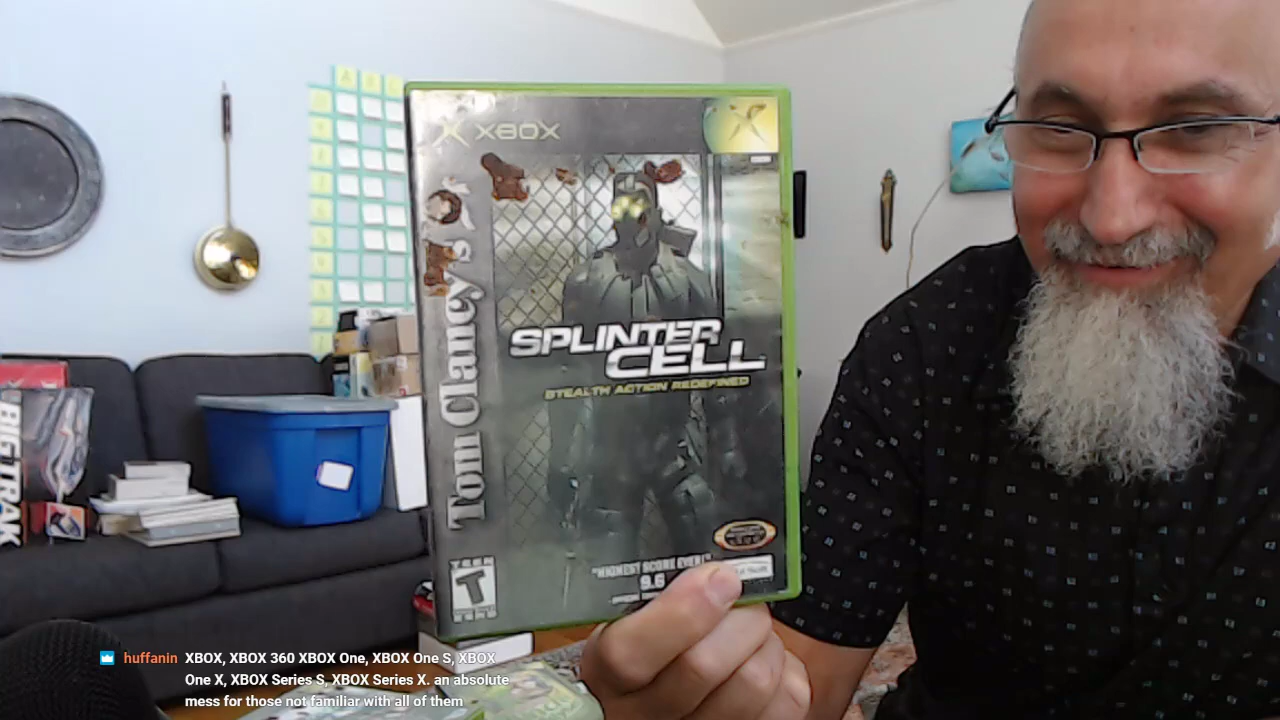 XBOX
Tom Clancy's
SPLINTER
CELL
STEALTH ACTION REDEFINED
TEEN
T
"HIGHEST SCORE EVER!"
9.6
BIGTRAK
huffanin XBOX, XBOX 360 XBOX One, XBOX One S, XBOX
One X, XBOX Series S, XBOX Series X. an absolute
mess for those not familiar with all of them